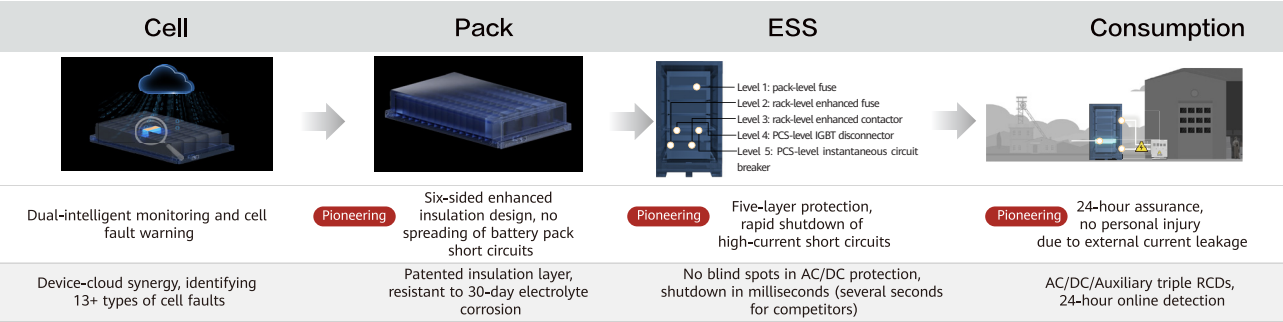 Cell
Pack
ESS
Consumption
Level 1: pack-level fuse
Level 2: rack-level enhanced fuse
Level 3: rack-level enhanced contactor
Level 4: PCS-level IGBT disconnector
Level 5: PCS-level instantaneous circuit
breaker
Dual-intelligent monitoring and cell
fault warning
Pioneering
Six-sided enhanced
insulation design, no
spreading of battery pack
short circuits
Pioneering
Five-layer protection,
rapid shutdown of
high-current short circuits
Pioneering
24-hour assurance,
no personal injury
due to external current leakage
Device-cloud synergy, identifying
13+ types of cell faults
Patented insulation layer,
resistant to 30-day electrolyte
corrosion
No blind spots in AC/DC protection,
shutdown in milliseconds (several seconds
for competitors)
AC/DC/Auxiliary triple RCDs,
24-hour online detection